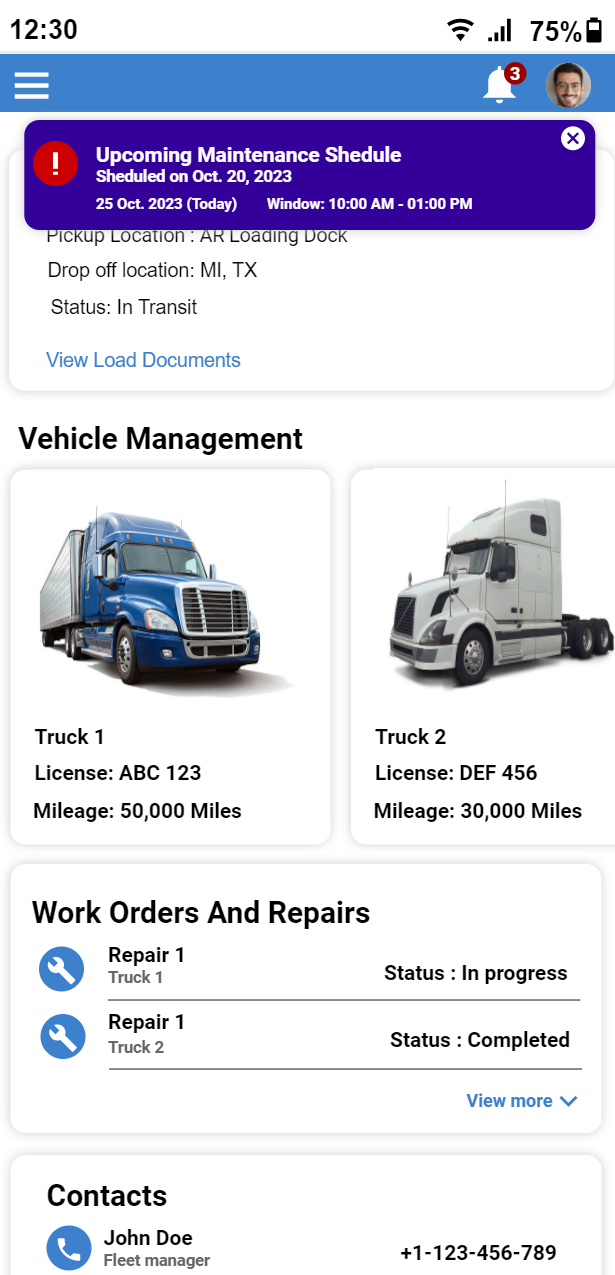 12:30
75%
3
Upcoming Maintenance Shedule
Sheduled on Oct. 20, 2023
25 Oct. 2023 (Today) Window: 10:00 AM - 01:00 PM
Pickup Location : AR Loading Dock
Drop off location: MI, TX
Status: In Transit
View Load Documents
Vehicle Management
Truck 1
License: ABC 123
Mileage: 50,000 Miles
Truck 2
License: DEF 456
Mileage: 30,000 Miles
Work Orders And Repairs
Repair 1
Truck 1
Status : In progress
Repair 1
Truck 2
Status : Completed
View more
Contacts
John Doe
Fleet manager
+1-123-456-789